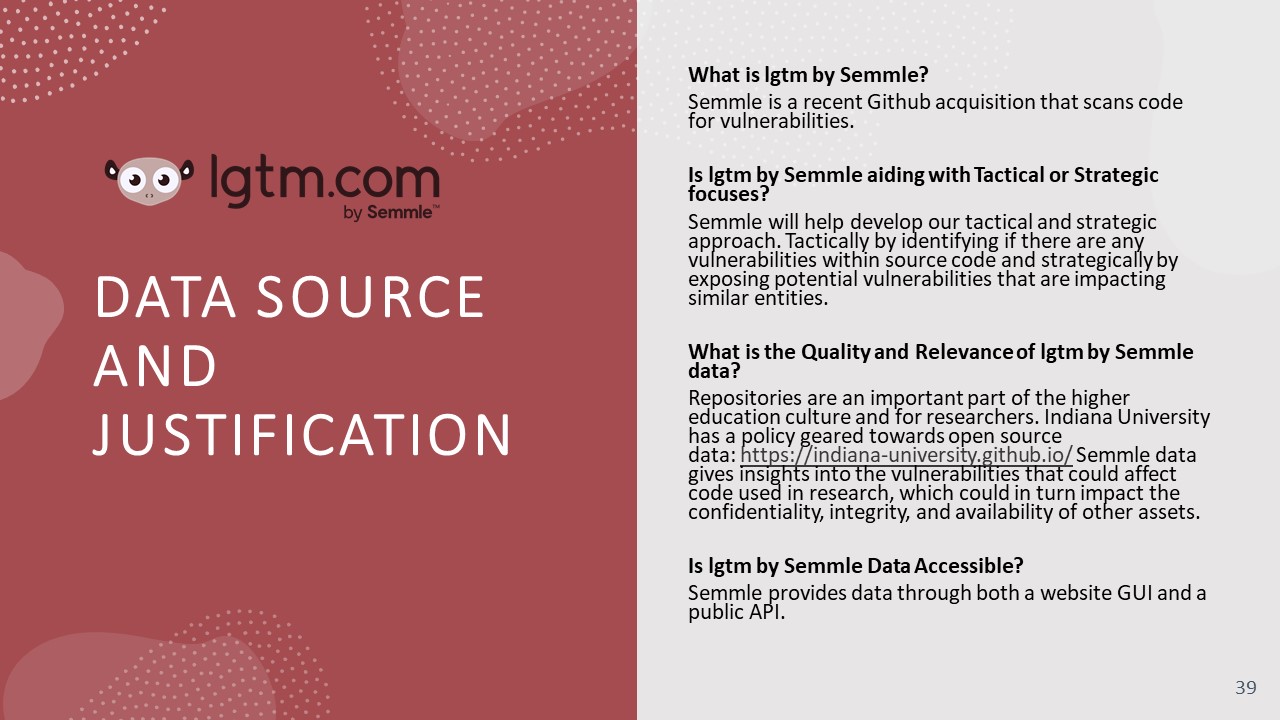 lgtm.com
by Semmle™
DATA SOURCE
AND
JUSTIFICATION
What is lgtm by Semmle?
Semmle is a recent Github acquisition that scans code
for vulnerabilities.
Is lgtm by Semmle aiding with Tactical or Strategic
focuses?
Semmle will help develop our tactical and strategic
approach. Tactically by identifying if there are any
vulnerabilities within source code and strategically by
exposing potential vulnerabilities that are impacting
similar entities.
What is the Quality and Relevance of lgtm by Semmle
data?
Repositories are an important part of the higher
education culture and for researchers. Indiana University
has a policy geared towards open source
data: https://indiana-university.github.io/ Semmle data
gives insights into the vulnerabilities that could affect
code used in research, which could in turn impact the
confidentiality, integrity, and availability of other assets.
Is lgtm by Semmle Data Accessible?
Semmle provides data through both a website GUI and a
public API.
39